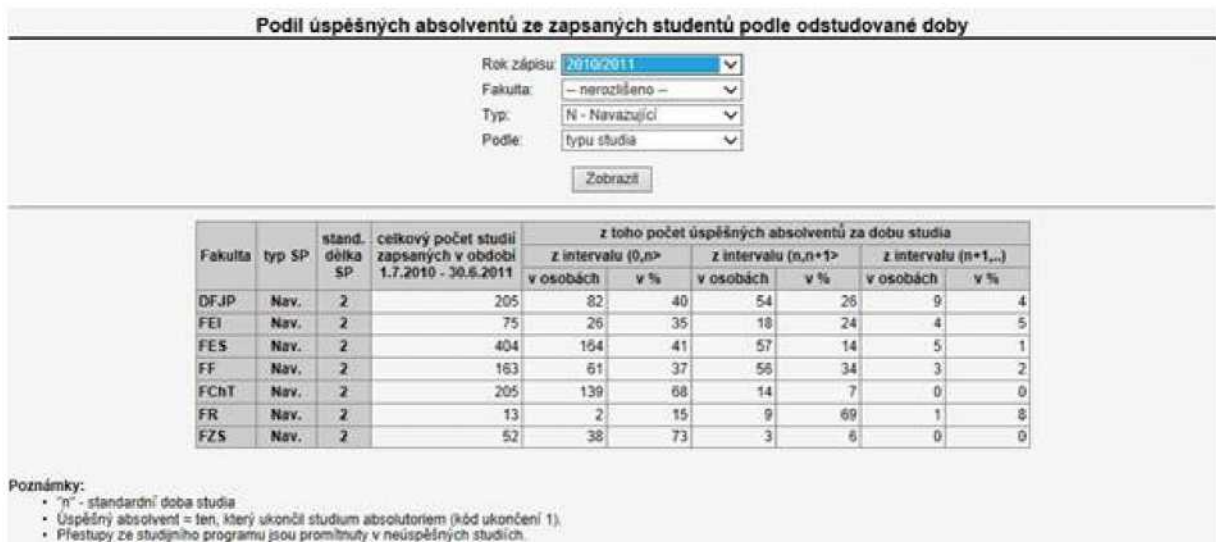 Podíl úspěšných absolventů ze zapsaných studentů podle odstudované doby
Rok zápisu: 2010/2011
Fakulta: -- nerozlišeno --
Typ: N - Navazující
Podle: typu studia
Zobrazit
Fakulta typ SP stand. délka SP celkový počet studií zapsaných v období 1.7.2010 - 30.6.2011 z toho počet úspěšných absolventů za dobu studia
z intervalu (0,n> z intervalu (n,n+1> z intervalu (n+1,..)
v osobách v % v osobách v % v osobách v %
DFJP Nav. 2 205 82 40 54 26 9 4
FEI Nav. 2 75 26 35 18 24 4 5
FES Nav. 2 404 164 41 57 14 5 1
FF Nav. 2 163 61 37 56 34 3 2
FChT Nav. 2 205 139 68 14 7 0 0
FR Nav. 2 13 2 15 9 69 1 8
FZS Nav. 2 52 38 73 3 6 0 0
Poznámky:
• "n" - standardní doba studia
• Úspěšný absolvent = ten, který ukončil studium absolutoriem (kód ukončení 1).
• Přestupy ze studijního programu jsou promítnuty v neúspěšných studiích.